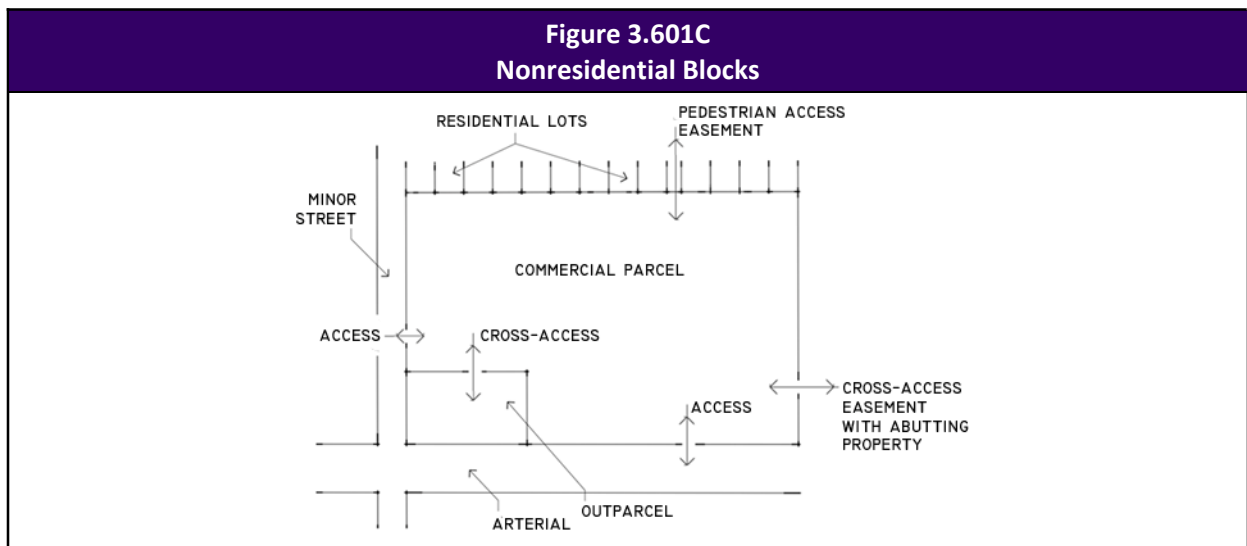 Figure 3.601C
Nonresidential Blocks
PEDESTRIAN ACCESS
EASEMENT
RESIDENTIAL LOTS
MINOR
STREET
COMMERCIAL PARCEL
ACCESS
CROSS-ACCESS
CROSS-ACCESS
EASEMENT
WITH ABUTTING
PROPERTY
ACCESS
OUTPARCEL
ARTERIAL